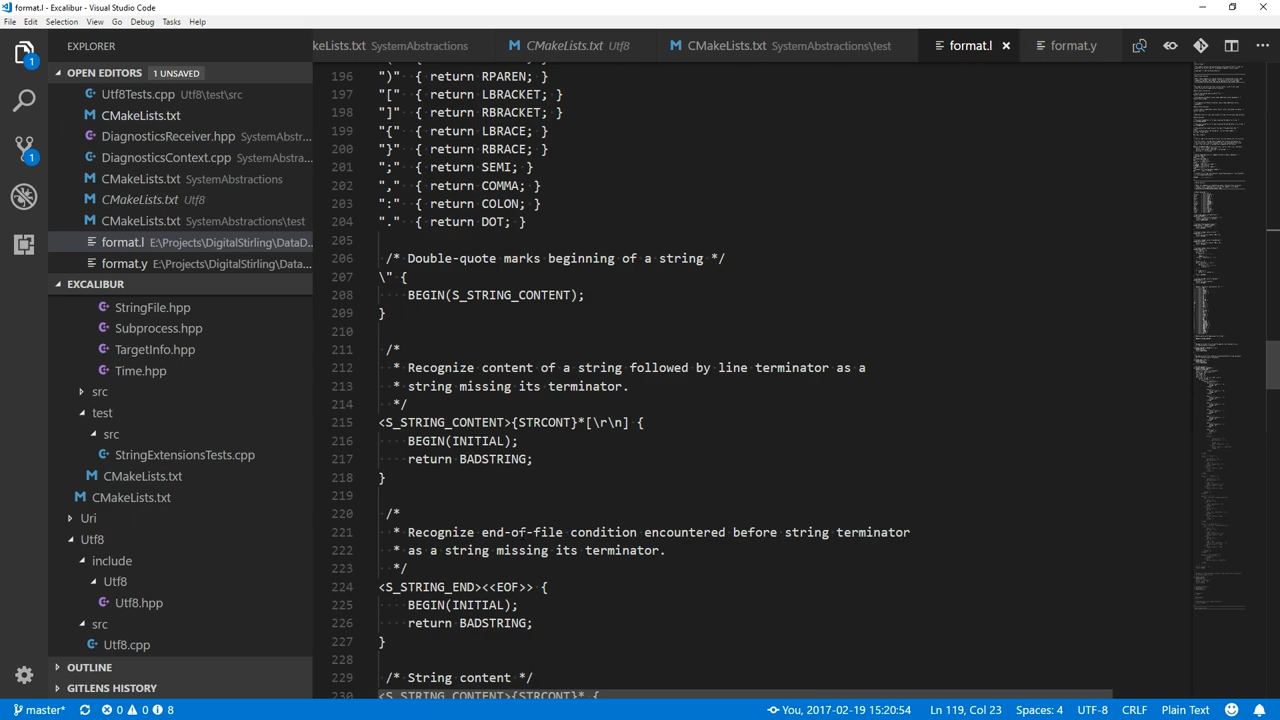 format.l - Excalibur - Visual Studio Code
File Edit Selection View Go Debug Tasks Help
EXPLORER
OPEN EDITORS 1 UNSAVED
Utf8Tests.cpp Utf8\test\src
CMakeLists.txt
DiagnosticsReceiver.hpp SystemAbstr...
DiagnosticsContext.cpp SystemAbstra...
CMakeLists.txt SystemAbstractions
CMakeLists.txt Utf8
CMakeLists.txt SystemAbstractions\test
format.l E:\Projects\DigitalStirling\DataD...
format.y E:\Projects\DigitalStirling\Data...
EXCALIBUR
StringFile.hpp
Subprocess.hpp
TargetInfo.hpp
Time.hpp
src
test
src
StringExtensionsTests.cpp
CMakeLists.txt
CMakeLists.txt
Uri
Utf8
include
Utf8
Utf8.hpp
src
Utf8.cpp
OUTLINE
GITLENS HISTORY
keLists.txt SystemAbstractions CMakeLists.txt Utf8 CMakeLists.txt SystemAbstractions\test format.l format.y
196 ")" { return RPAREN; }
197 "[" { return LBRACKET; }
198 "]" { return RBRACKET; }
199 "{" { return LBRACE; }
200 "}" { return RBRACE; }
201 ";" { return SEMI; }
202 "," { return COMMA; }
203 ":" { return COLON; }
204 "." { return DOT; }
205
206 /* Double-quote marks beginning of a string */
207 \" {
208 BEGIN(S_STRING_CONTENT);
209 }
210
211 /*
212 * Recognize content of a string followed by line terminator as a
213 * string missing its terminator.
214 */
215 <S_STRING_CONTENT>{STRCONT}*[\r\n] {
216 BEGIN(INITIAL);
217 return BADSTRING;
218 }
219
220 /*
221 * Recognize end-of-file condition encountered before string terminator
222 * as a string missing its terminator.
223 */
224 <S_STRING_END><<EOF>> {
225 BEGIN(INITIAL);
226 return BADSTRING;
227 }
228
229 /* String content */
230 <S_STRING_CONTENT>{STRCONT}* {
master* 0 0 8 You, 2017-02-19 15:20:54 Ln 119, Col 23 Spaces: 4 UTF-8 CRLF Plain Text